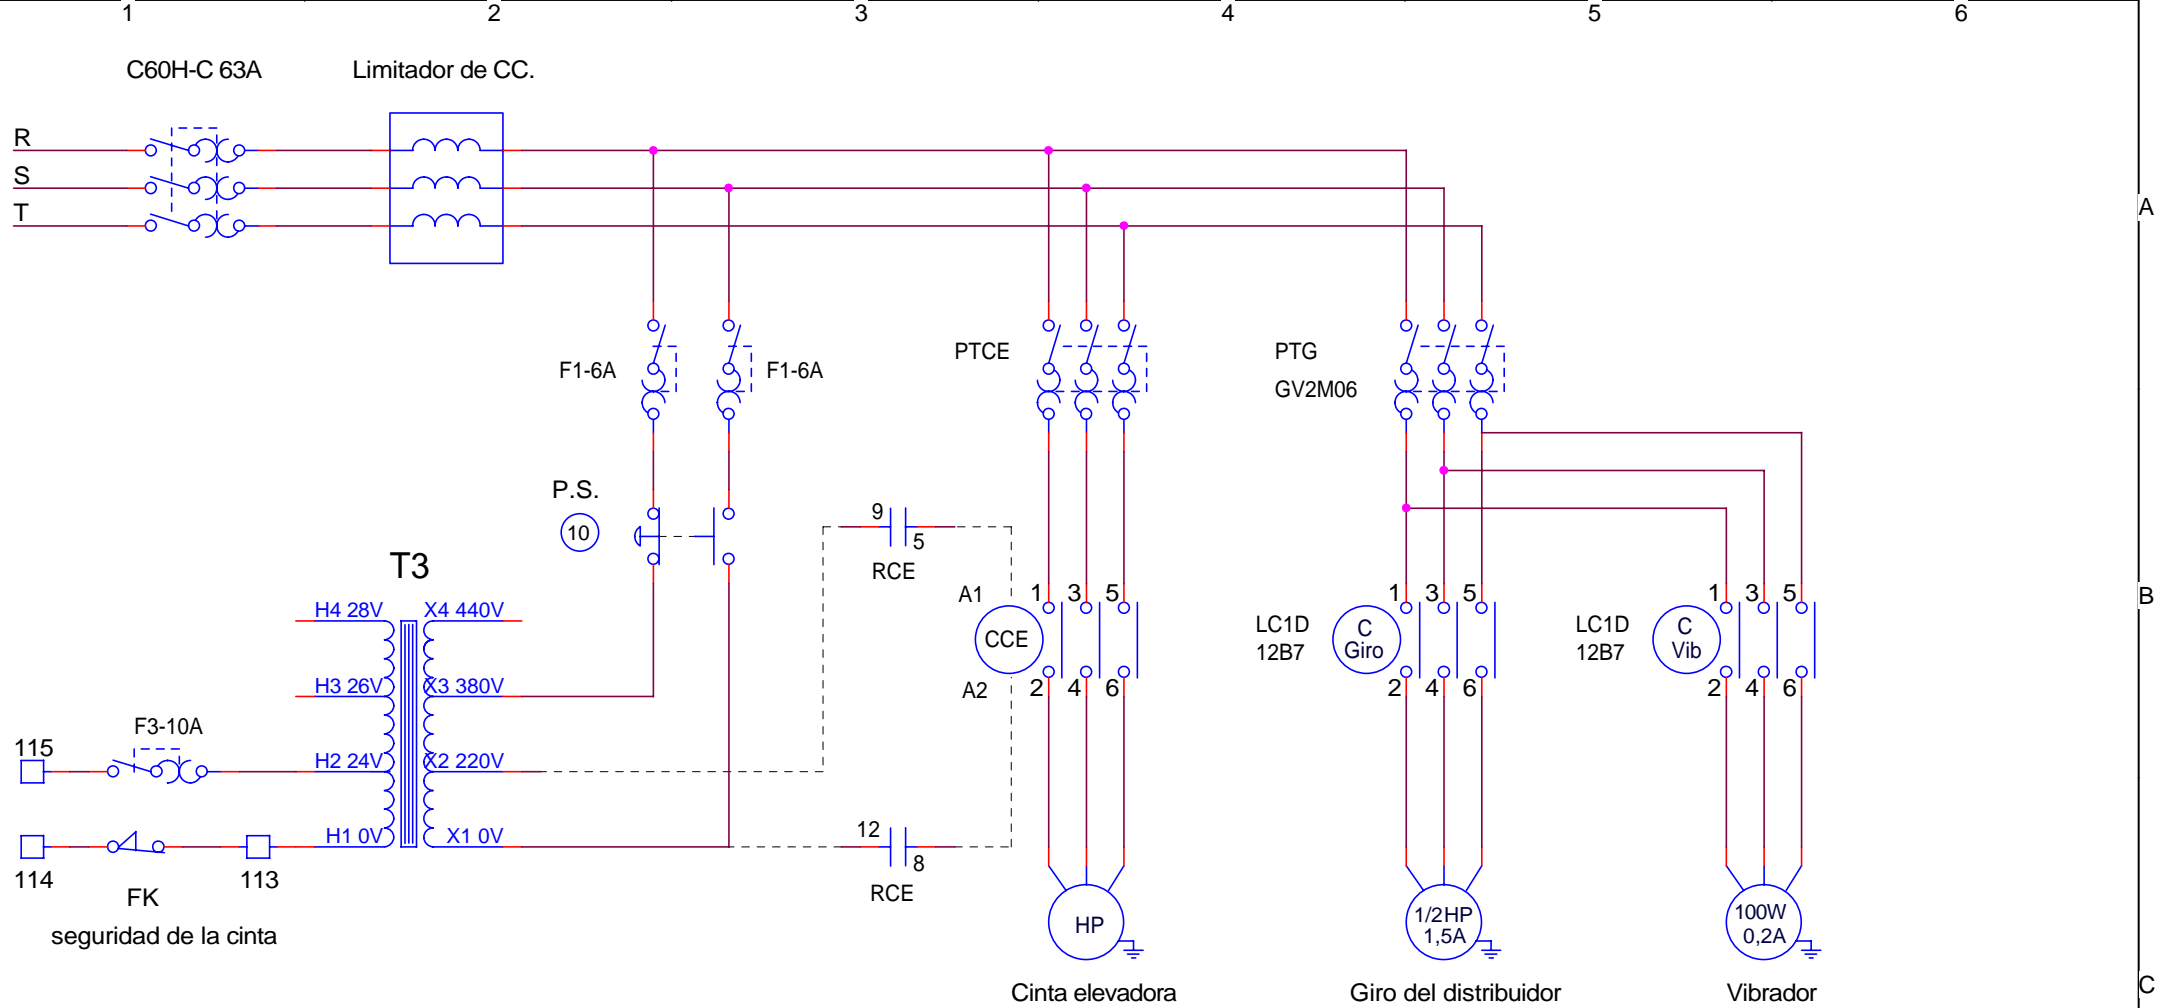 1 2 3 4 5 6
C60H-C 63A
Limitador de CC.
R
S
T
A
F1-6A
F1-6A
PTCE
PTG
GV2M06
P.S.
10
9
5
RCE
T3
H4 28V
X4 440V
H3 26V
X3 380V
H2 24V
X2 220V
H1 0V
X1 0V
F3-10A
115
114
113
FK
seguridad de la cinta
12
8
RCE
A1
CCE
A2
1 3 5
2 4 6
LC1D
12B7
C
Giro
1 3 5
2 4 6
LC1D
12B7
C
Vib
1 3 5
2 4 6
B
HP
1/2HP
1,5A
100W
0,2A
Cinta elevadora
Giro del distribuidor
Vibrador
C